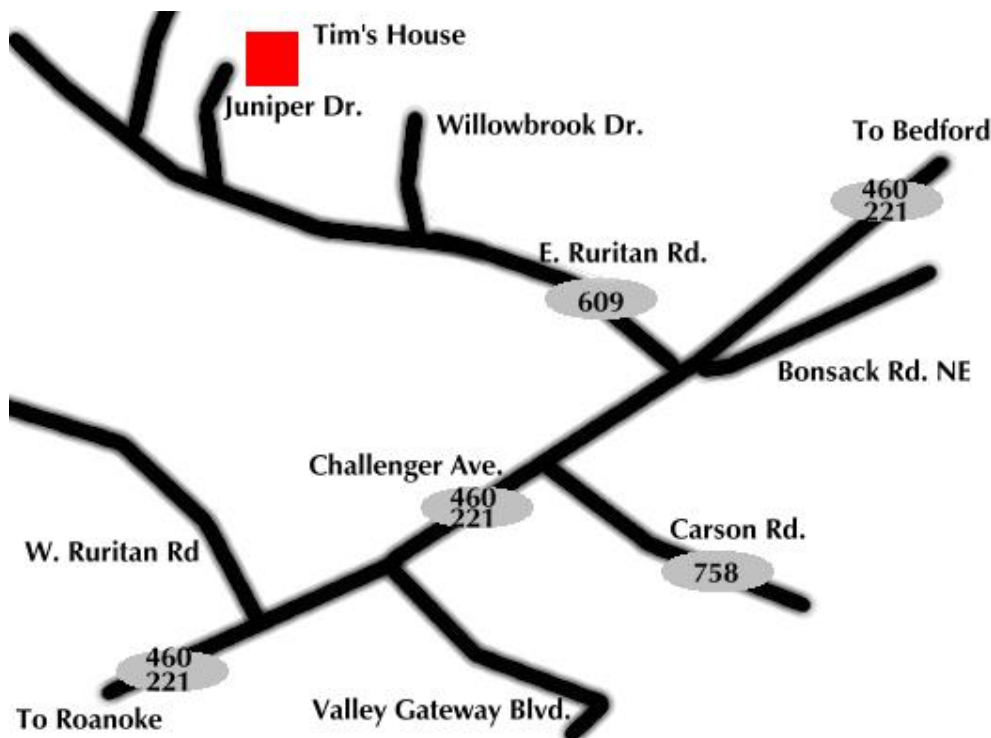 Tim's House
Juniper Dr.
Willowbrook Dr.
To Bedford
460
221
E. Ruritan Rd.
609
Bonsack Rd. NE
Challenger Ave.
460
221
Carson Rd.
758
W. Ruritan Rd
460
221
To Roanoke
Valley Gateway Blvd.